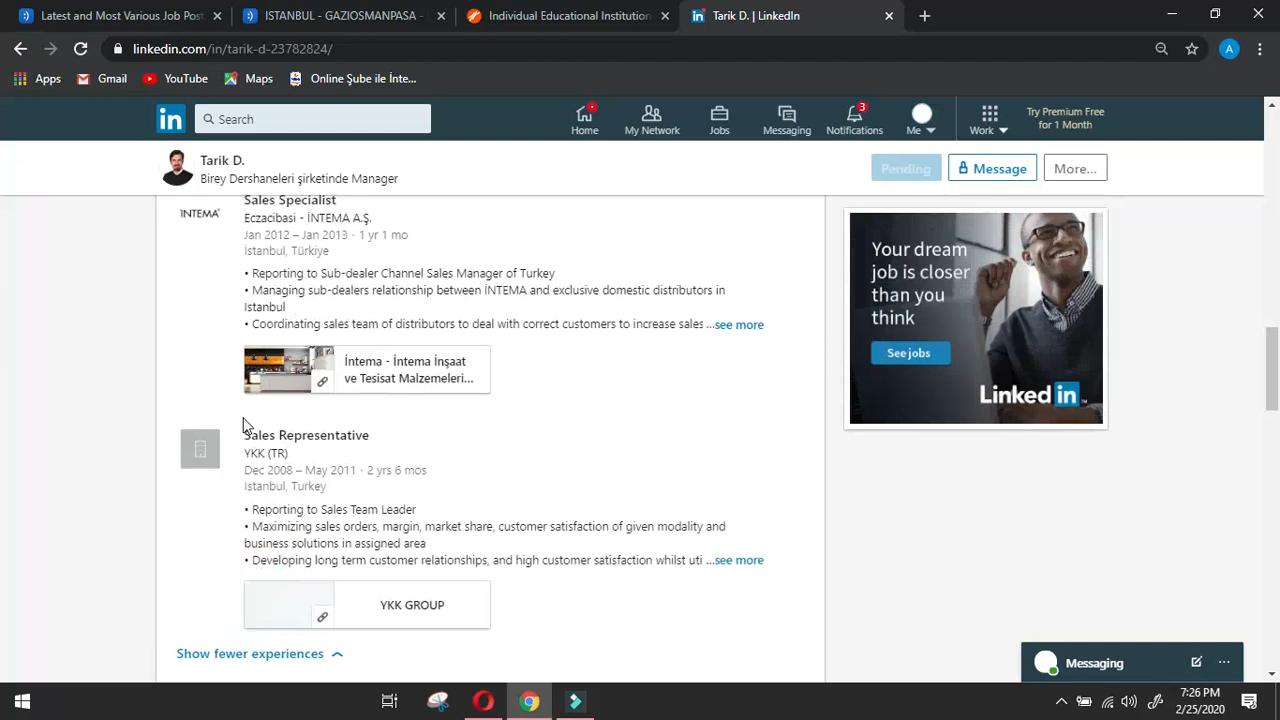 Latest and Most Various Job Post
ISTANBUL - GAZIOSMANPASA -
Individual Educational Institution
Tarik D. | LinkedIn
linkedin.com/in/tarik-d-23782824/
A
Apps
Gmail
YouTube
Maps
Online Şube ile İnte...
in
Search
Home
My Network
Jobs
Messaging
3
Notifications
Me
Work
Try Premium Free
for 1 Month
Tarik D.
Birey Dershaneleri şirketinde Manager
Pending
Message
More...
INTEMA
Sales Specialist
Eczacibasi - İNTEMA A.Ş.
Jan 2012 – Jan 2013 · 1 yr 1 mo
İstanbul, Türkiye
• Reporting to Sub-dealer Channel Sales Manager of Turkey
• Managing sub-dealers relationship between İNTEMA and exclusive domestic distributors in
Istanbul
• Coordinating sales team of distributors to deal with correct customers to increase sales ...see more
İntema - İntema İnşaat
ve Tesisat Malzemeleri...
Sales Representative
YKK (TR)
Dec 2008 – May 2011 · 2 yrs 6 mos
Istanbul, Turkey
• Reporting to Sales Team Leader
• Maximizing sales orders, margin, market share, customer satisfaction of given modality and
business solutions in assigned area
• Developing long term customer relationships, and high customer satisfaction whilst uti ...see more
YKK GROUP
Show fewer experiences
Your dream
job is closer
than you
think
See jobs
Linked in
Messaging
7:26 PM
2/25/2020